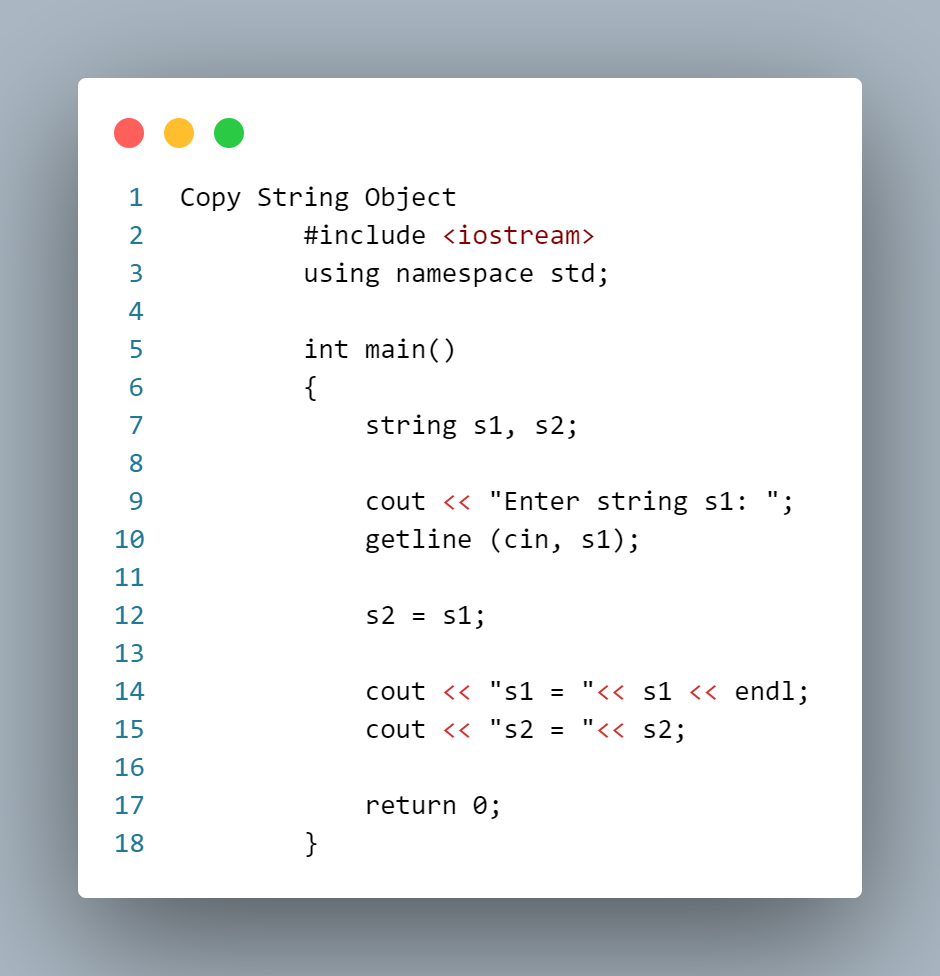 1 Copy String Object
2 #include <iostream>
3 using namespace std;
4
5 int main()
6 {
7 string s1, s2;
8
9 cout << "Enter string s1: ";
10 getline (cin, s1);
11
12 s2 = s1;
13
14 cout << "s1 = "<< s1 << endl;
15 cout << "s2 = "<< s2;
16
17 return 0;
18 }